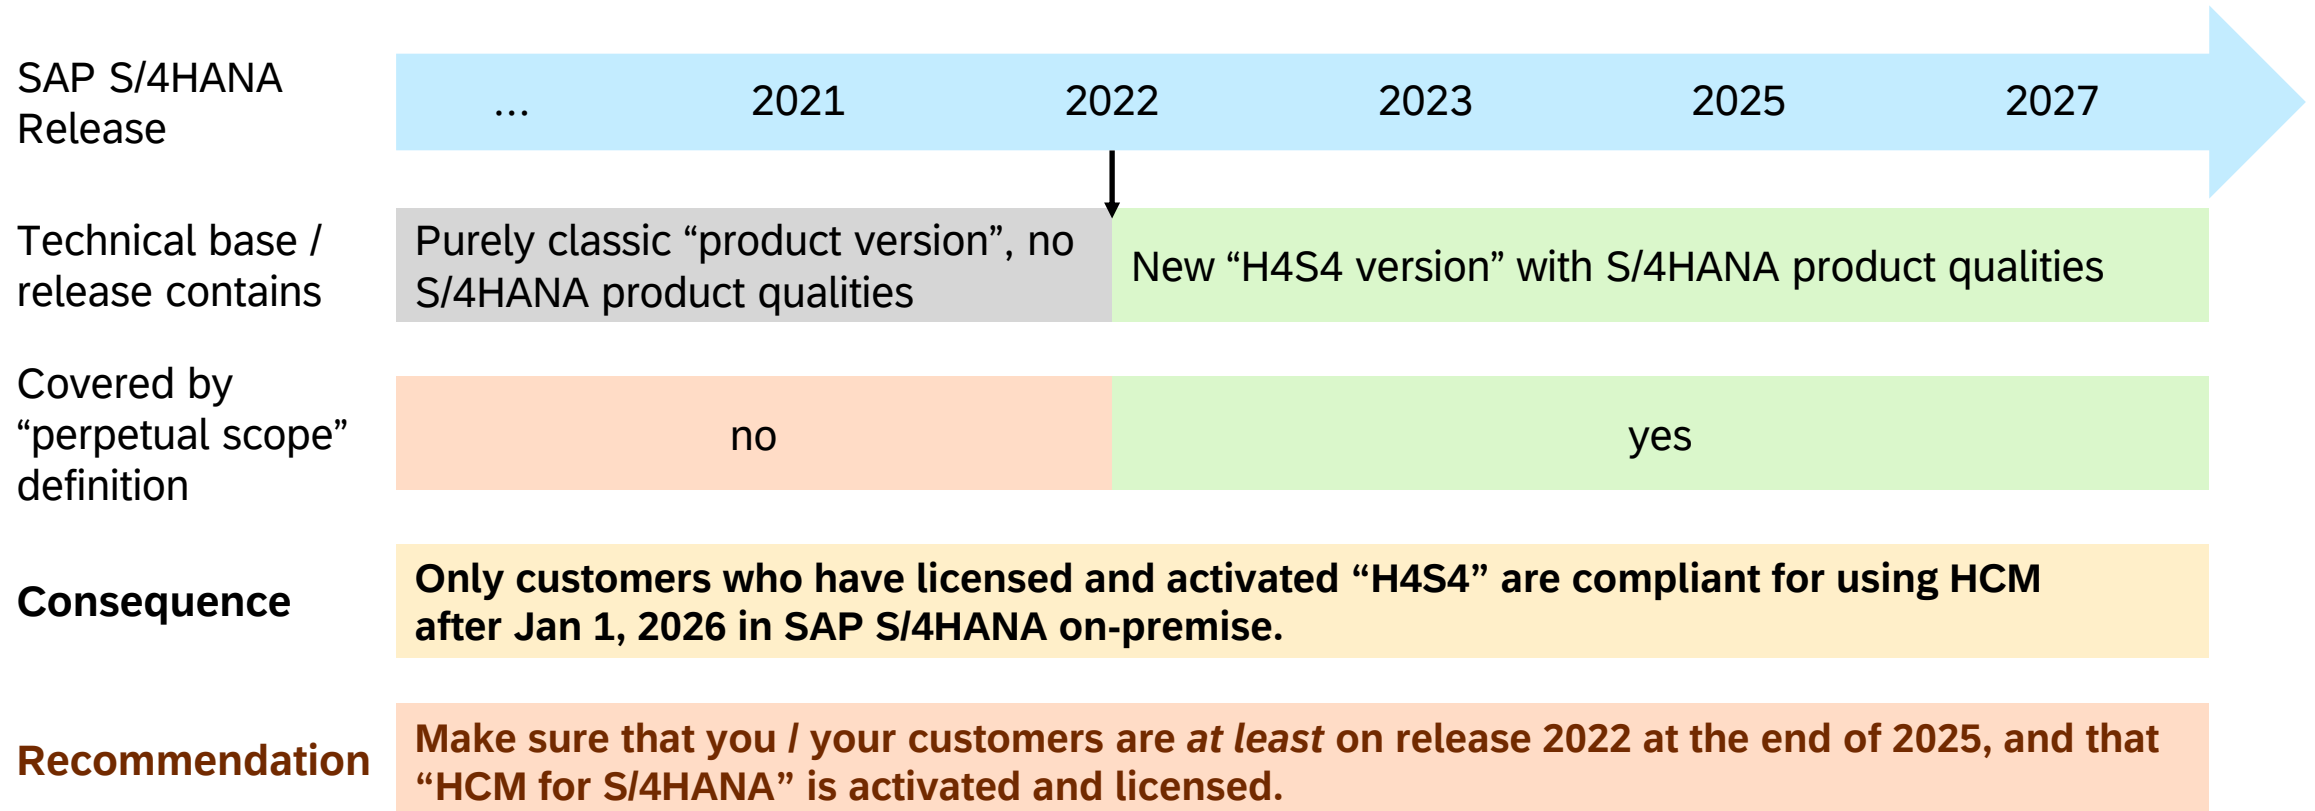 SAP S/4HANA
Release
... 2021 2022 2023 2025 2027
Technical base /
release contains
Purely classic “product version”, no
S/4HANA product qualities
New “H4S4 version” with S/4HANA product qualities
Covered by
“perpetual scope”
definition
no
yes
Consequence
Only customers who have licensed and activated “H4S4” are compliant for using HCM
after Jan 1, 2026 in SAP S/4HANA on-premise.
Recommendation
Make sure that you / your customers are at least on release 2022 at the end of 2025, and that
“HCM for S/4HANA” is activated and licensed.